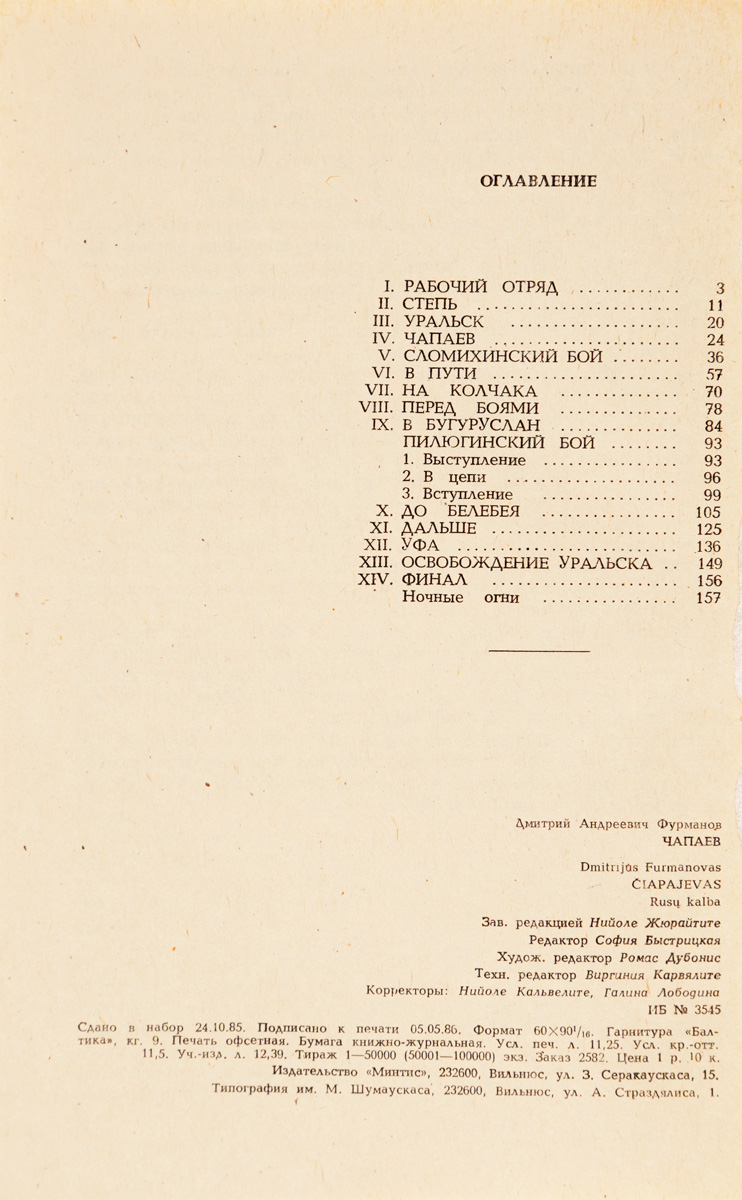 ОГЛАВЛЕНИЕ
I. РАБОЧИЙ ОТРЯД ............ 3
II. СТЕПЬ ........................ 11
III. УРАЛЬСК .................... 20
IV. ЧАПАЕВ ...................... 24
V. СЛОМИХИНСКИЙ БОЙ ........ 36
VI. В ПУТИ ...................... 57
VII. НА КОЛЧАКА .............. 70
VIII. ПЕРЕД БОЯМИ .............. 78
IX. В БУГУРУСЛАН .............. 84
ПИЛЮГИНСКИЙ БОЙ ........ 93
1. Выступление ................ 93
2. В цепи .................... 96
3. Вступление ................ 99
X. ДО БЕЛЕБЕЯ ................ 105
XI. ДАЛЬШЕ ...................... 125
XII. УФА .......................... 136
XIII. ОСВОБОЖДЕНИЕ УРАЛЬСКА .. 149
XIV. ФИНАЛ ...................... 156
Ночные огни ................ 157
Дмитрий Андреевич Фурманов
ЧАПАЕВ
Dmitrijūs Furmanovas
ČIAPAJEVAS
Rusų kalba
Зав. редакцией Нийоле Жюрайтите
Редактор София Быстрицкая
Худож. редактор Ромас Дубонис
Техн. редактор Виргиния Карвялите
Корректоры: Нийоле Кальвелите, Галина Лободина
ИБ № 3545
Сдано в набор 24.10.85. Подписано к печати 05.05.86. Формат 60X90¹/₁₆. Гарнитура «Бал-
тика», кг. 9. Печать офсетная. Бумага книжно-журнальная. Усл. печ. л. 11,25. Усл. кр.-отт.
11,5. Уч.-изд. л. 12,39. Тираж 1—50000 (50001—100000) экз. Заказ 2582. Цена 1 р. 10 к.
Издательство «Минтис», 232600, Вильнюс, ул. З. Серакаускаса, 15.
Типография им. М. Шумаускаса, 232600, Вильнюс, ул. А. Страздялиса, 1.